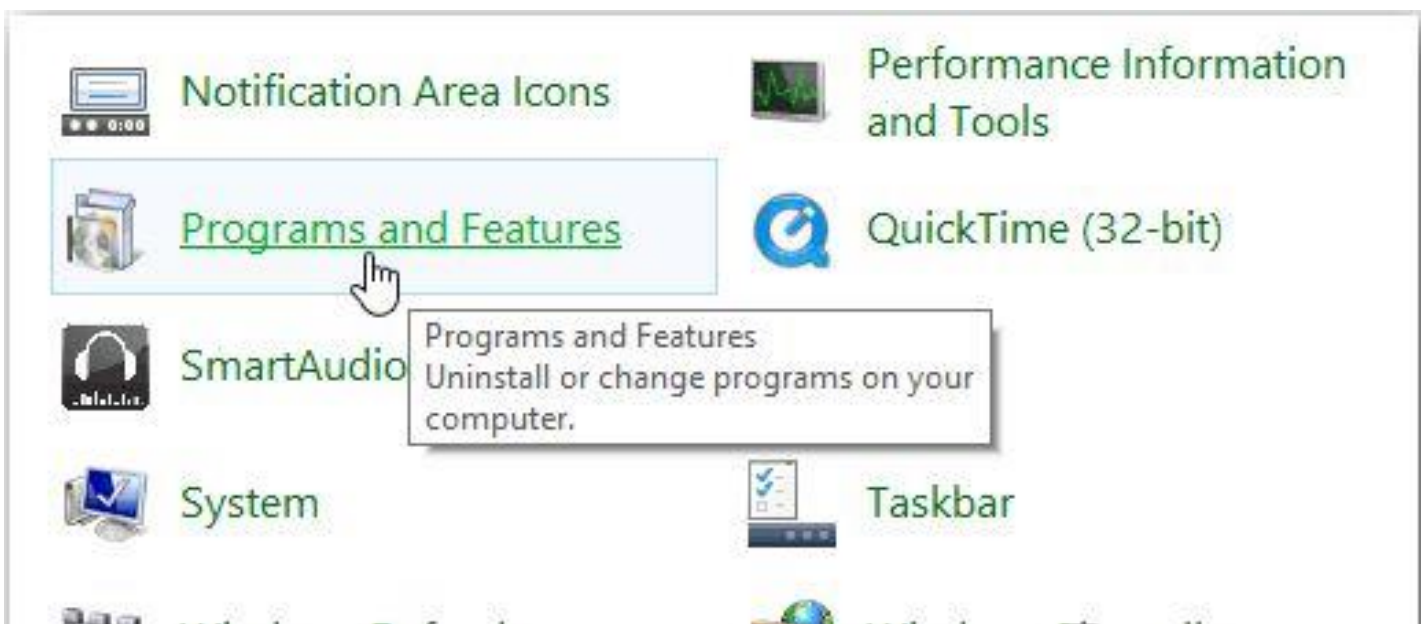 Notification Area Icons
Performance Information
and Tools
Programs and Features
QuickTime (32-bit)
SmartAudio
Programs and Features
Uninstall or change programs on your
computer.
System
Taskbar